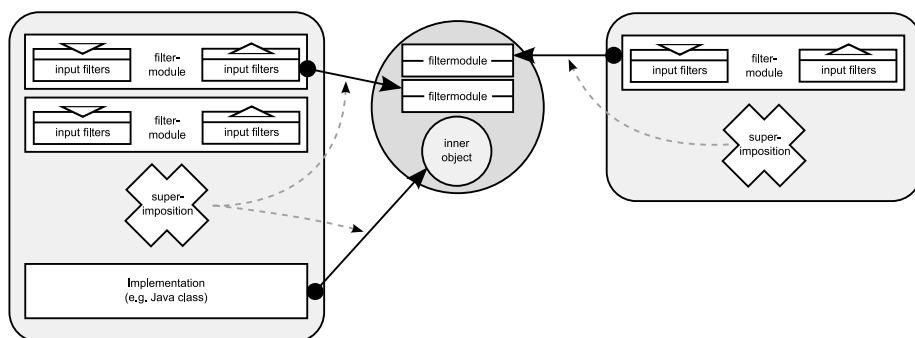 input filters
filter-
module
input filters
input filters
filter-
module
input filters
super-
imposition
Implementation
(e.g. Java class)
filtermodule
filtermodule
inner
object
input filters
filter-
module
input filters
super-
imposition